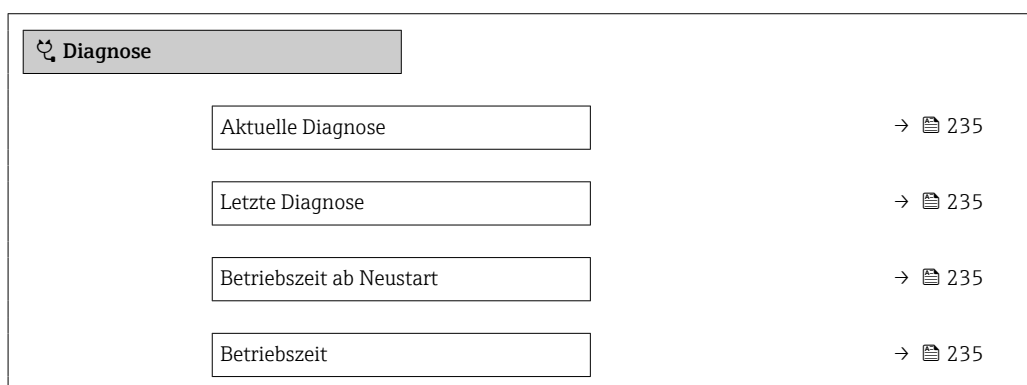 Diagnose
Aktuelle Diagnose → 235
Letzte Diagnose → 235
Betriebszeit ab Neustart → 235
Betriebszeit → 235